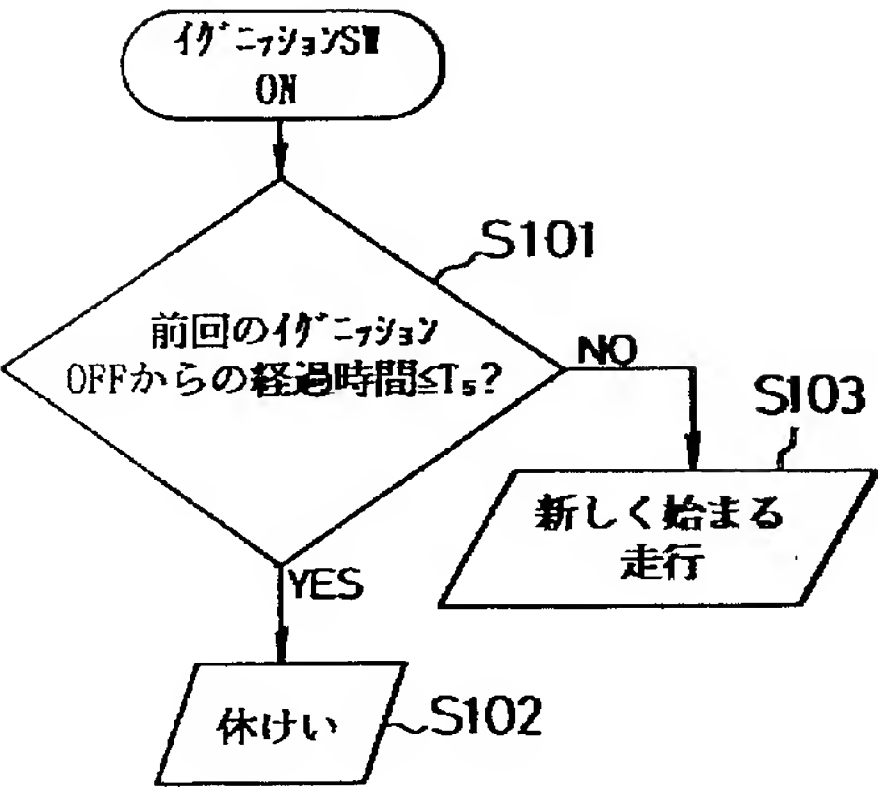 ｲｸﾞﾆｯｼｮﾝSW
ON
S101
前回のｲｸﾞﾆｯｼｮﾝ
OFFからの経過時間≦T₅?
NO
S103
新しく始まる
走行
YES
休けい
S102